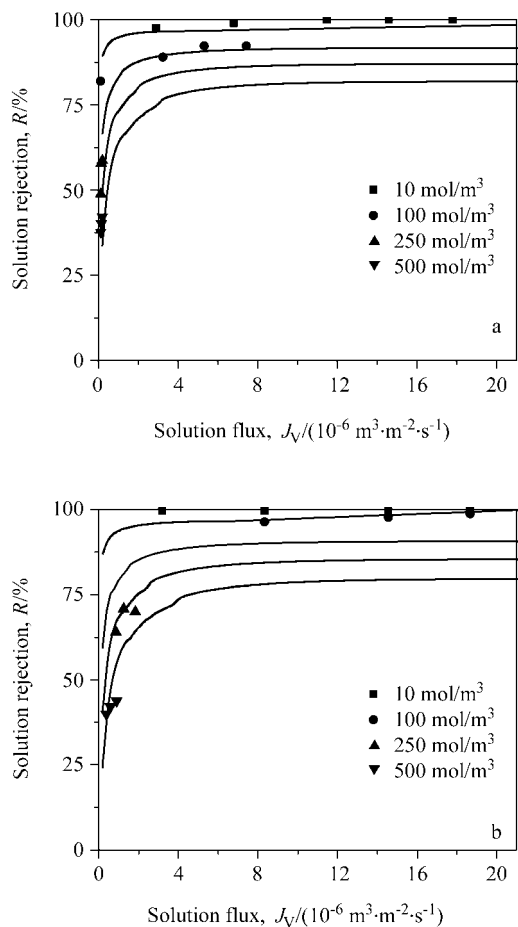 100
75
50
25
0
Solution rejection, R/%
10 mol/m³
100 mol/m³
250 mol/m³
500 mol/m³
a
0 4 8 12 16 20
Solution flux, J_V/(10⁻⁶ m³·m⁻²·s⁻¹)
100
75
50
25
0
Solution rejection, R/%
10 mol/m³
100 mol/m³
250 mol/m³
500 mol/m³
b
0 4 8 12 16 20
Solution flux, J_V/(10⁻⁶ m³·m⁻²·s⁻¹)